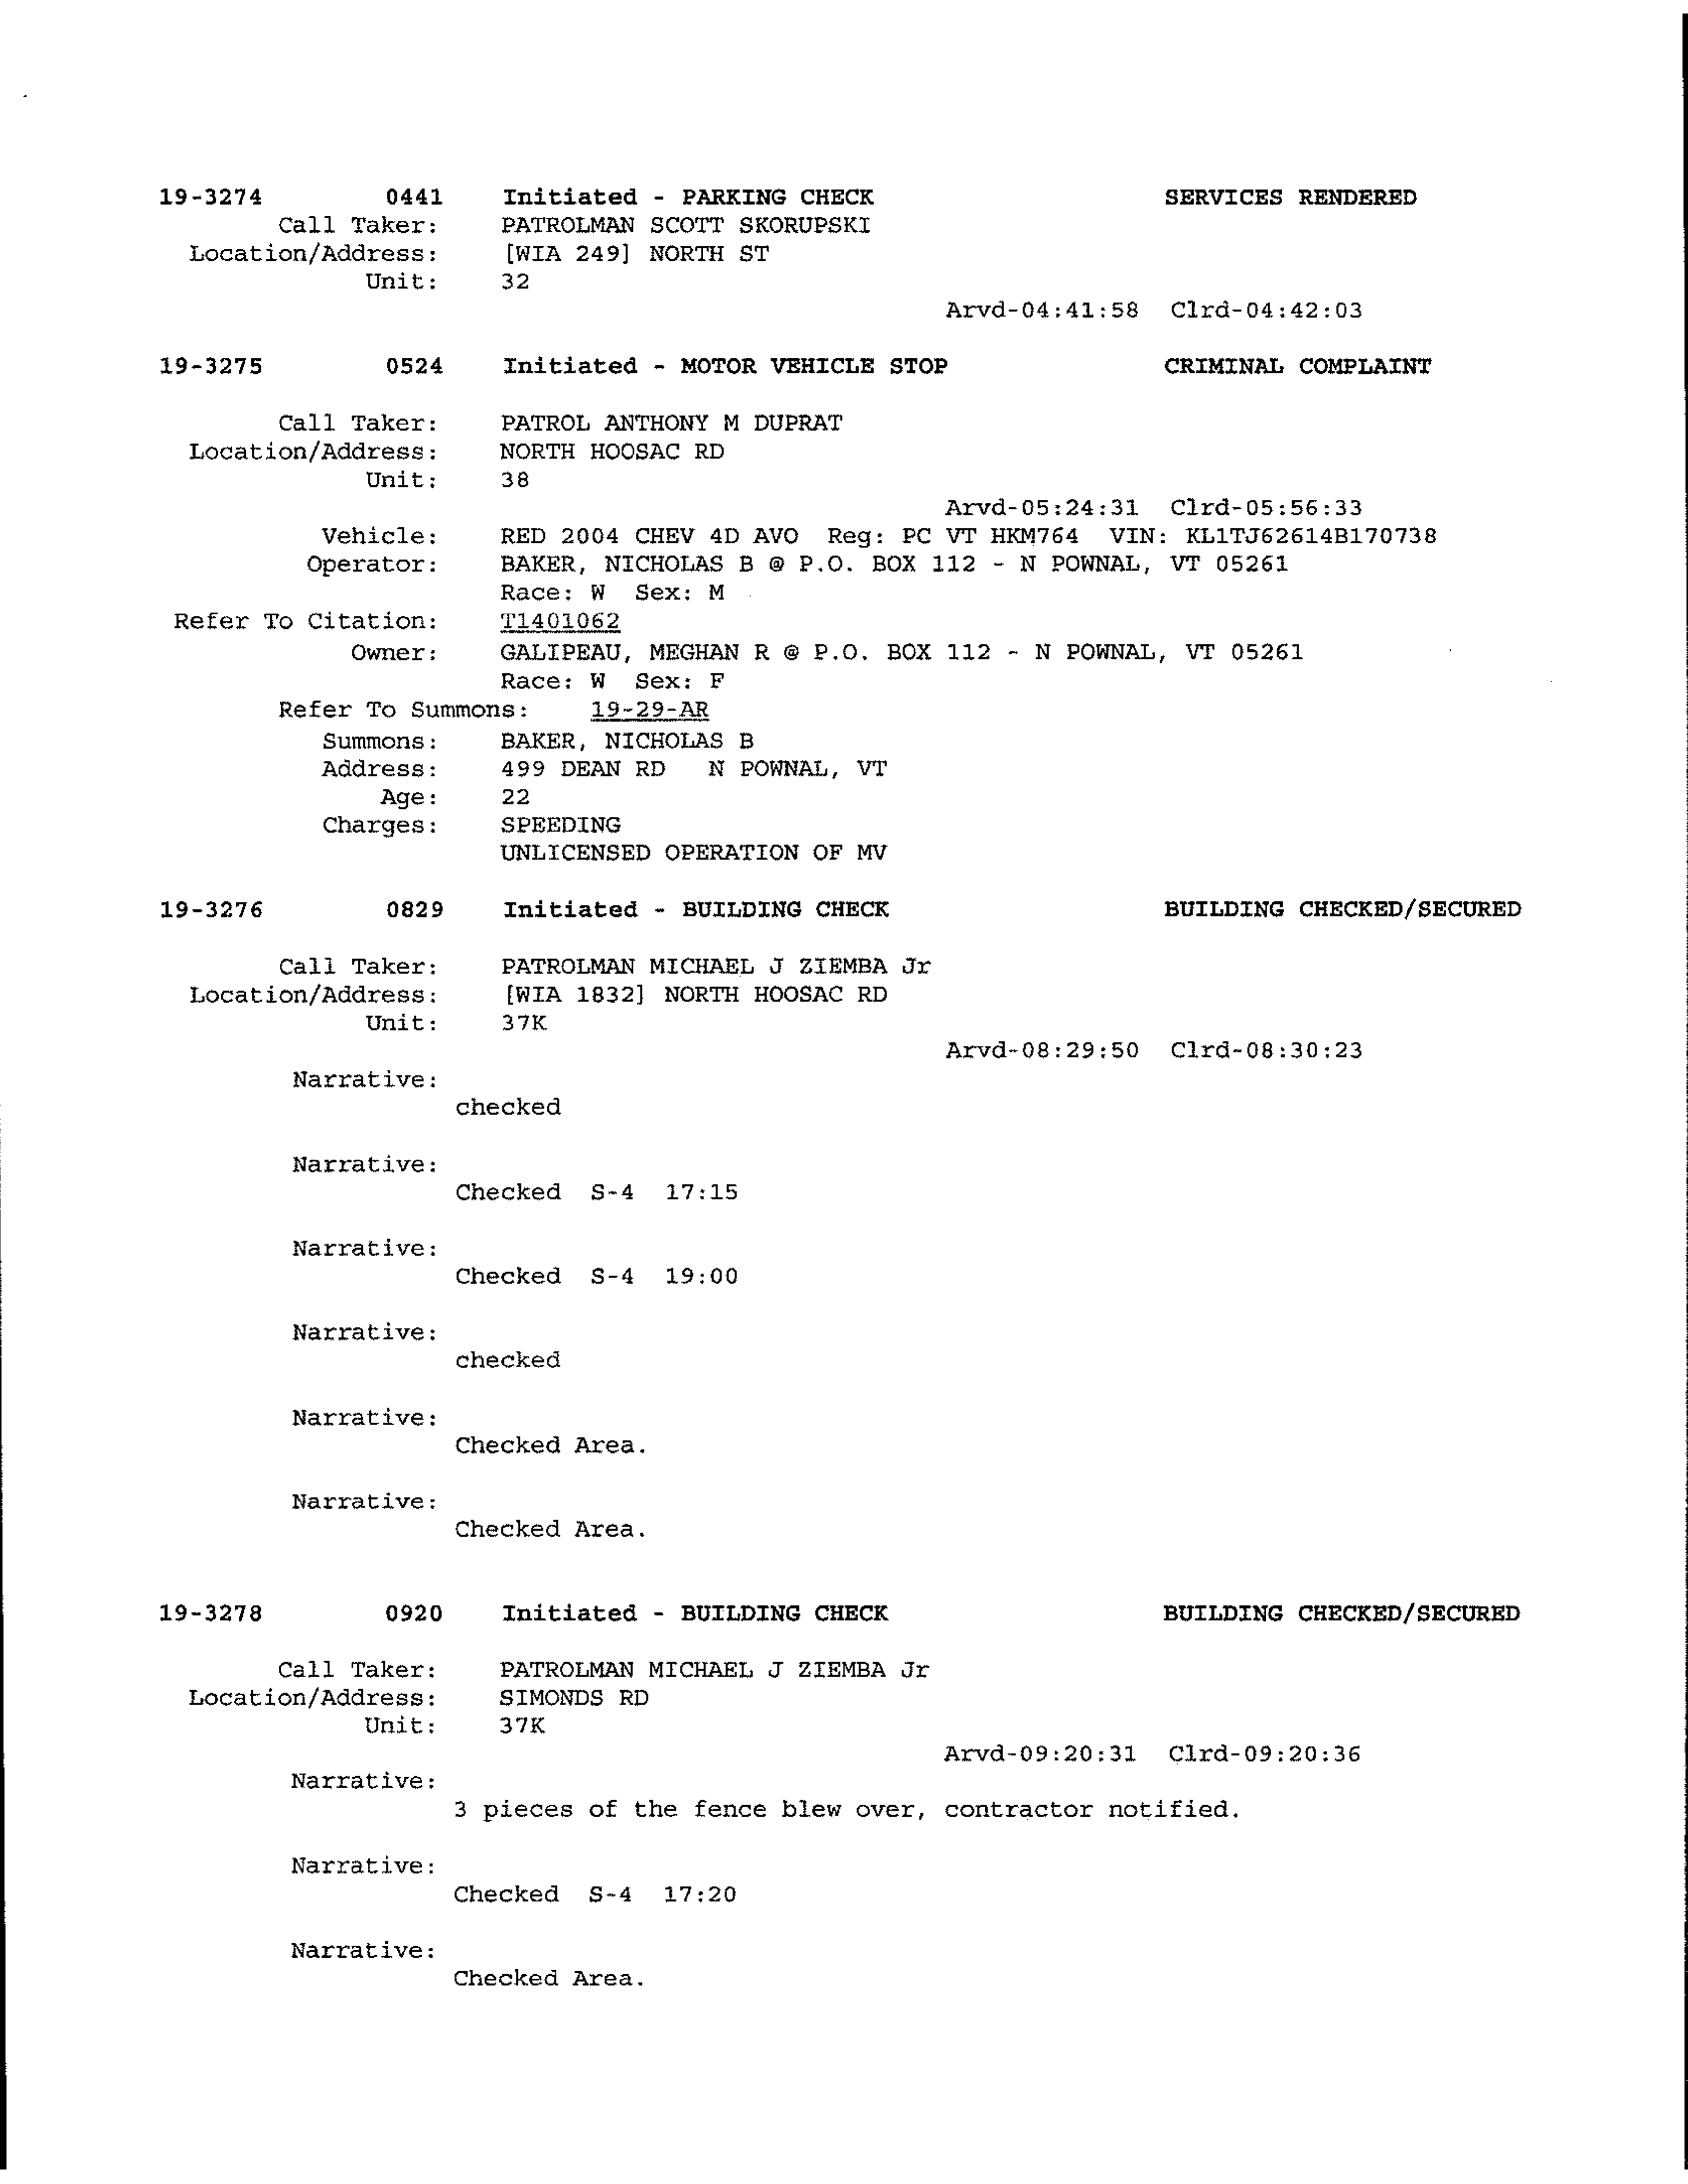 19-3274 0441 Initiated - PARKING CHECK SERVICES RENDERED
Call Taker: PATROLMAN SCOTT SKORUPSKI
Location/Address: [WIA 249] NORTH ST
Unit: 32
Arvd-04:41:58 Clrd-04:42:03
19-3275 0524 Initiated - MOTOR VEHICLE STOP CRIMINAL COMPLAINT
Call Taker: PATROL ANTHONY M DUPRAT
Location/Address: NORTH HOOSAC RD
Unit: 38
Arvd-05:24:31 Clrd-05:56:33
Vehicle: RED 2004 CHEV 4D AVO Reg: PC VT HKM764 VIN: KL1TJ62614B170738
Operator: BAKER, NICHOLAS B @ P.O. BOX 112 - N POWNAL, VT 05261
Race: W Sex: M
Refer To Citation: T1401062
Owner: GALIPEAU, MEGHAN R @ P.O. BOX 112 - N POWNAL, VT 05261
Race: W Sex: F
Refer To Summons: 19-29-AR
Summons: BAKER, NICHOLAS B
Address: 499 DEAN RD N POWNAL, VT
Age: 22
Charges: SPEEDING
UNLICENSED OPERATION OF MV
19-3276 0829 Initiated - BUILDING CHECK BUILDING CHECKED/SECURED
Call Taker: PATROLMAN MICHAEL J ZIEMBA Jr
Location/Address: [WIA 1832] NORTH HOOSAC RD
Unit: 37K
Arvd-08:29:50 Clrd-08:30:23
Narrative:
checked
Narrative:
Checked S-4 17:15
Narrative:
Checked S-4 19:00
Narrative:
checked
Narrative:
Checked Area.
Narrative:
Checked Area.
19-3278 0920 Initiated - BUILDING CHECK BUILDING CHECKED/SECURED
Call Taker: PATROLMAN MICHAEL J ZIEMBA Jr
Location/Address: SIMONDS RD
Unit: 37K
Arvd-09:20:31 Clrd-09:20:36
Narrative:
3 pieces of the fence blew over, contractor notified.
Narrative:
Checked S-4 17:20
Narrative:
Checked Area.